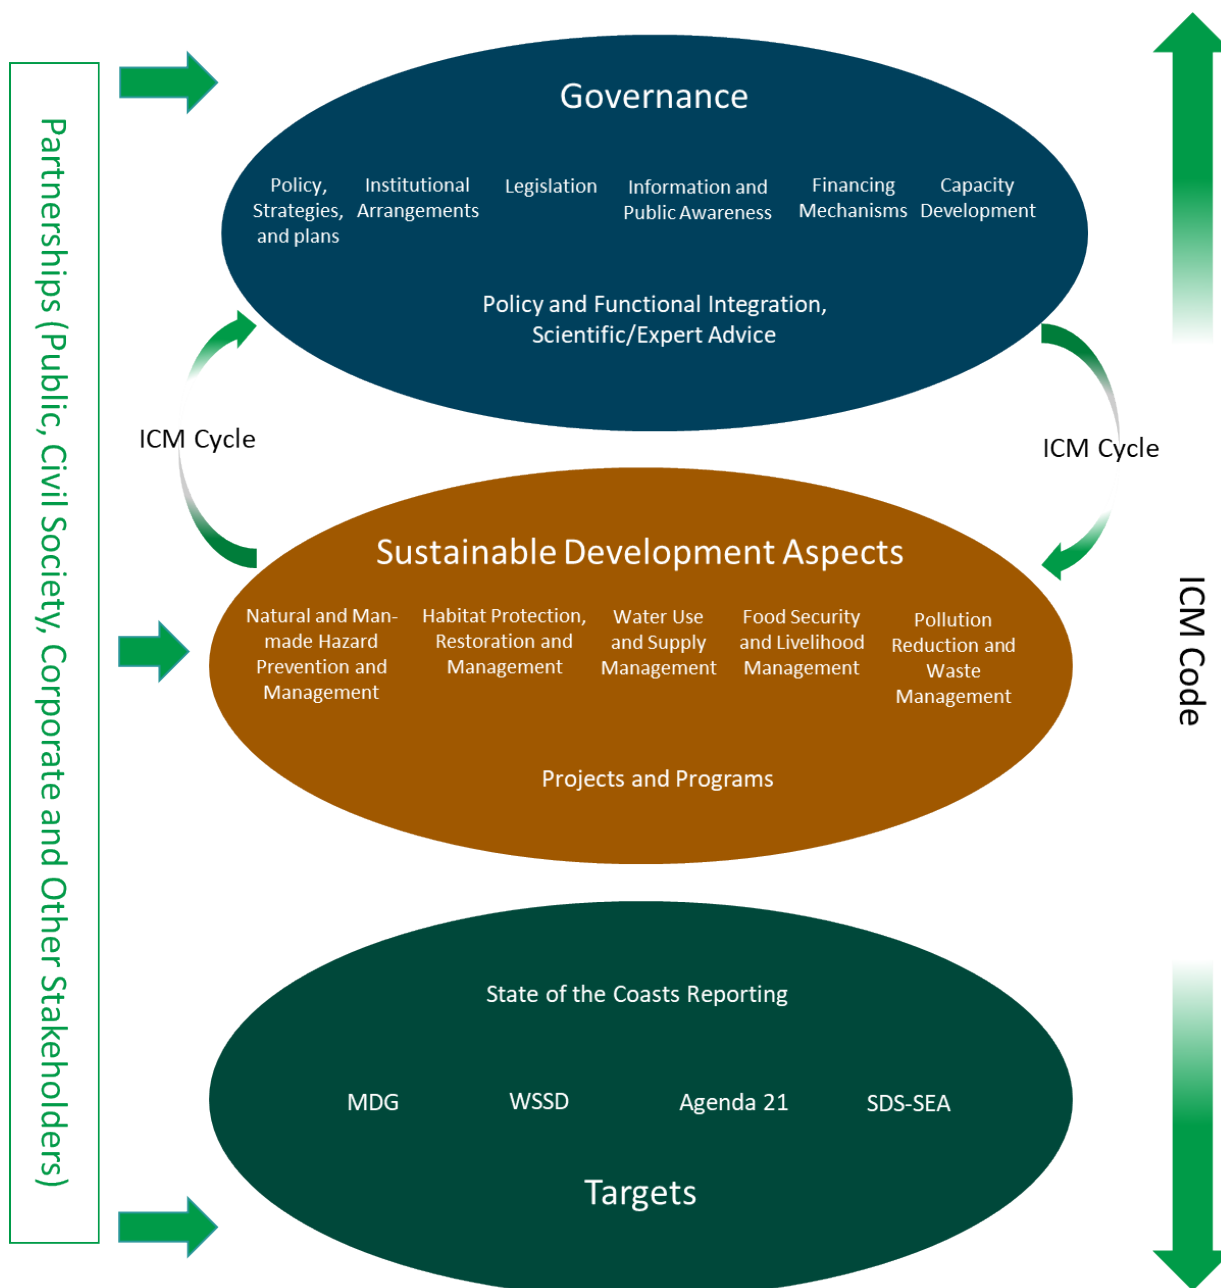 Partnerships (Public, Civil Society, Corporate and Other Stakeholders)
Governance
Policy,
Strategies,
and plans
Institutional
Arrangements
Legislation
Information and
Public Awareness
Financing
Mechanisms
Capacity
Development
Policy and Functional Integration,
Scientific/Expert Advice
ICM Cycle
ICM Cycle
Sustainable Development Aspects
Natural and Man-
made Hazard
Prevention and
Management
Habitat Protection,
Restoration and
Management
Water Use
and Supply
Management
Food Security
and Livelihood
Management
Pollution
Reduction and
Waste
Management
Projects and Programs
ICM Code
State of the Coasts Reporting
MDG
WSSD
Agenda 21
SDS-SEA
Targets